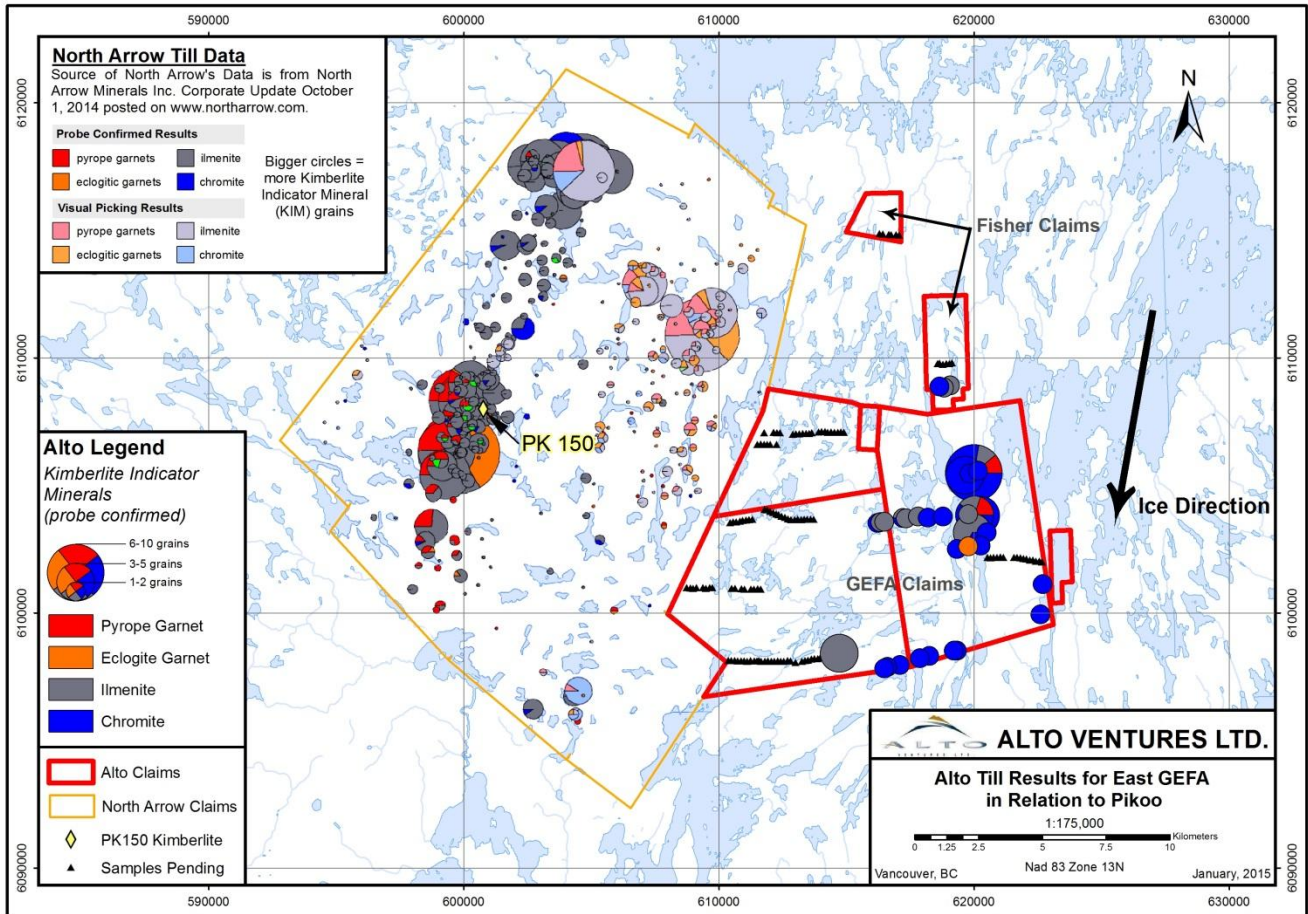 590000
600000
610000
620000
630000
North Arrow Till Data
Source of North Arrow's Data is from North
Arrow Minerals Inc. Corporate Update October
1, 2014 posted on www.northarrow.com.
Probe Confirmed Results
pyrope garnets
ilmenite
eclogitic garnets
chromite
Visual Picking Results
pyrope garnets
ilmenite
eclogitic garnets
chromite
Bigger circles =
more Kimberlite
Indicator Mineral
(KIM) grains
N
6120000
6120000
Fisher Claims
6110000
6110000
PK 150
Ice Direction
GEFA Claims
6100000
6100000
Alto Legend
Kimberlite Indicator
Minerals
(probe confirmed)
6-10 grains
3-5 grains
1-2 grains
Pyrope Garnet
Eclogite Garnet
Ilmenite
Chromite
Alto Claims
North Arrow Claims
PK150 Kimberlite
Samples Pending
ALTO
VENTURES LTD.
ALTO VENTURES LTD.
Alto Till Results for East GEFA
in Relation to Pikoo
1:175,000
Kilometers
0 1.25 2.5 5 7.5 10
Nad 83 Zone 13N
Vancouver, BC
January, 2015
6090000
6090000
590000
600000
610000
620000
630000